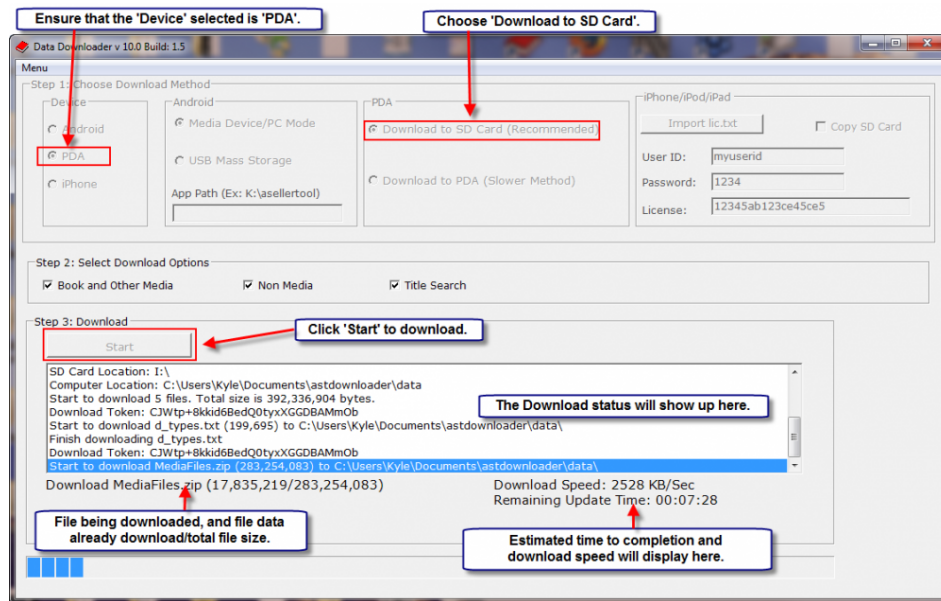 Ensure that the 'Device' selected is 'PDA'.
Choose 'Download to SD Card'.
Data Downloader v 10.0 Build: 1.5
Menu
Step 1: Choose Download Method
Device
Android
PDA
iPhone/iPod/iPad
Android
Media Device/PC Mode
Download to SD Card (Recommended)
Import lic.txt
Copy SD Card
PDA
USB Mass Storage
User ID:
myuserid
iPhone
Download to PDA (Slower Method)
Password:
1234
App Path (Ex: K:\asellertool)
License:
12345ab123ce45ce5
Step 2: Select Download Options
Book and Other Media
Non Media
Title Search
Step 3: Download
Click 'Start' to download.
Start
SD Card Location: I:\
Computer Location: C:\Users\Kyle\Documents\astdownloader\data
Start to download 5 files. Total size is 392,336,904 bytes.
Download Token: CJWtp+8kkid6BedQ0tyxXGGDBAMmOb
The Download status will show up here.
Start to download d_types.txt (199,695) to C:\Users\Kyle\Documents\astdownloader\data\
Finish downloading d_types.txt
Download Token: CJWtp+8kkid6BedQ0tyxXGGDBAMmOb
Start to download MediaFiles.zip (283,254,083) to C:\Users\Kyle\Documents\astdownloader\data\
Download MediaFiles.zip (17,835,219/283,254,083)
Download Speed: 2528 KB/Sec
Remaining Update Time: 00:07:28
File being downloaded, and file data
already download/total file size.
Estimated time to completion and
download speed will display here.